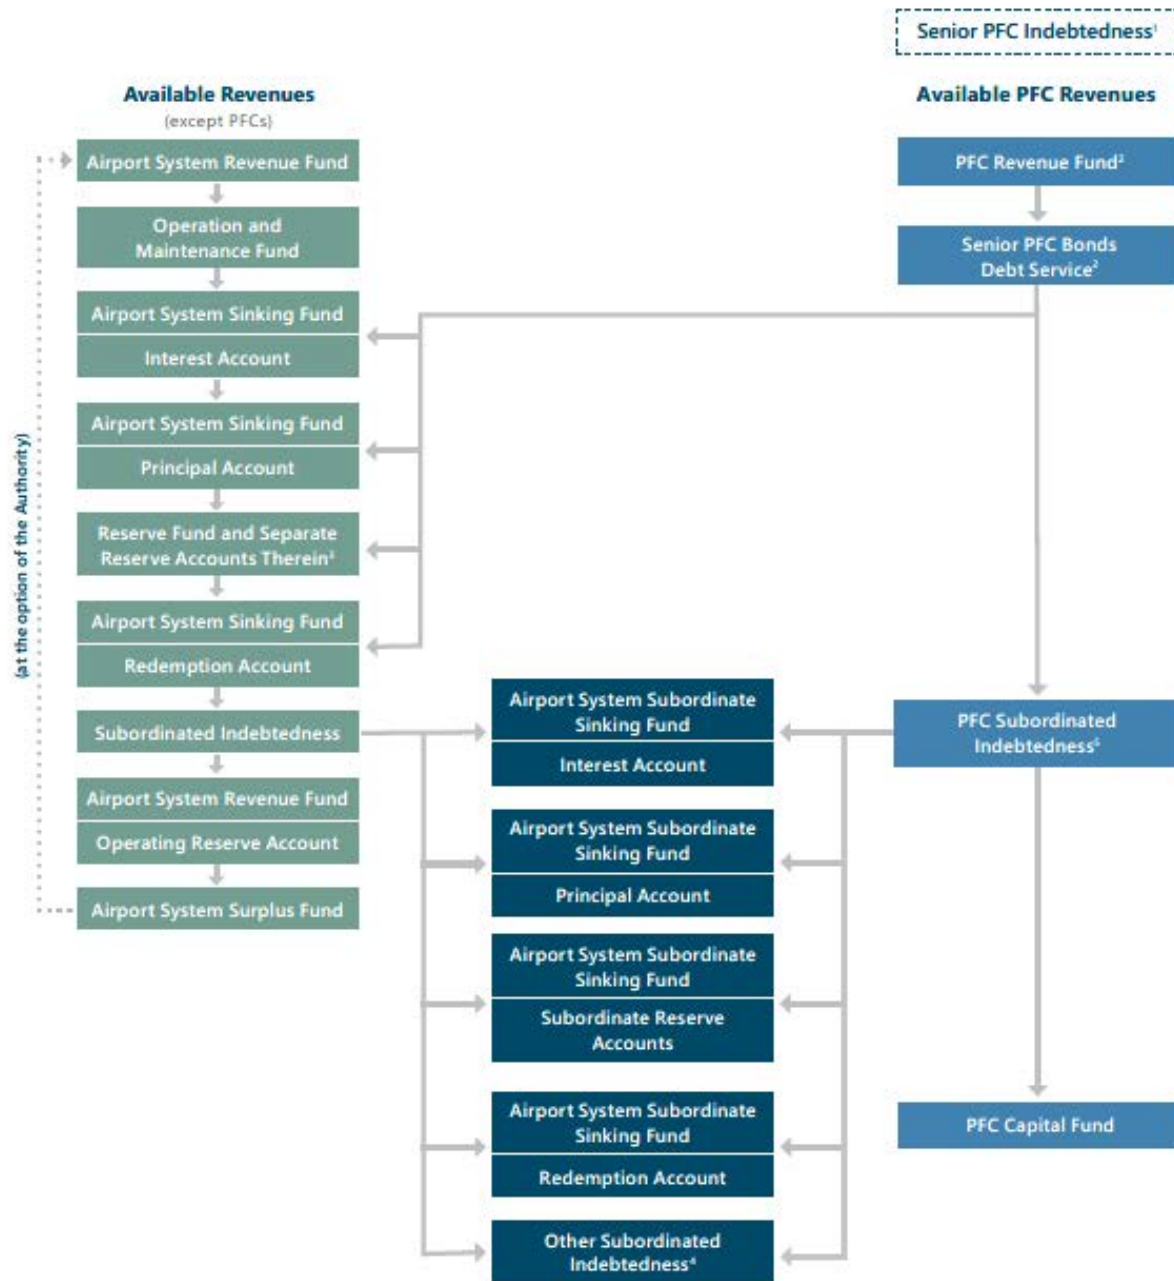 Senior PFC Indebtedness¹
Available Revenues
(except PFCs)
Airport System Revenue Fund
Operation and
Maintenance Fund
Airport System Sinking Fund
Interest Account
Airport System Sinking Fund
Principal Account
Reserve Fund and Separate
Reserve Accounts Therein³
Airport System Sinking Fund
Redemption Account
Subordinated Indebtedness
Airport System Revenue Fund
Operating Reserve Account
Airport System Surplus Fund
(at the option of the Authority)
Airport System Subordinate
Sinking Fund
Interest Account
Airport System Subordinate
Sinking Fund
Principal Account
Airport System Subordinate
Sinking Fund
Subordinate Reserve
Accounts
Airport System Subordinate
Sinking Fund
Redemption Account
Other Subordinated
Indebtedness⁴
Available PFC Revenues
PFC Revenue Fund²
Senior PFC Bonds
Debt Service²
PFC Subordinated
Indebtedness⁵
PFC Capital Fund